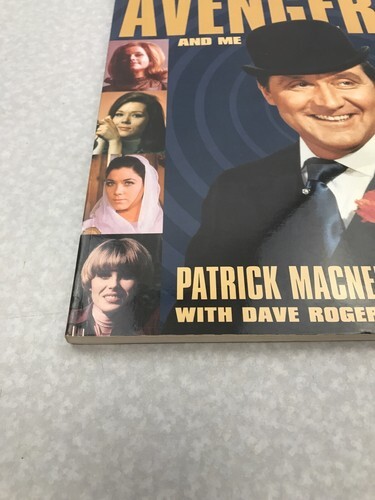 AVENGER
AND ME
PATRICK MACNE
WITH DAVE ROGER